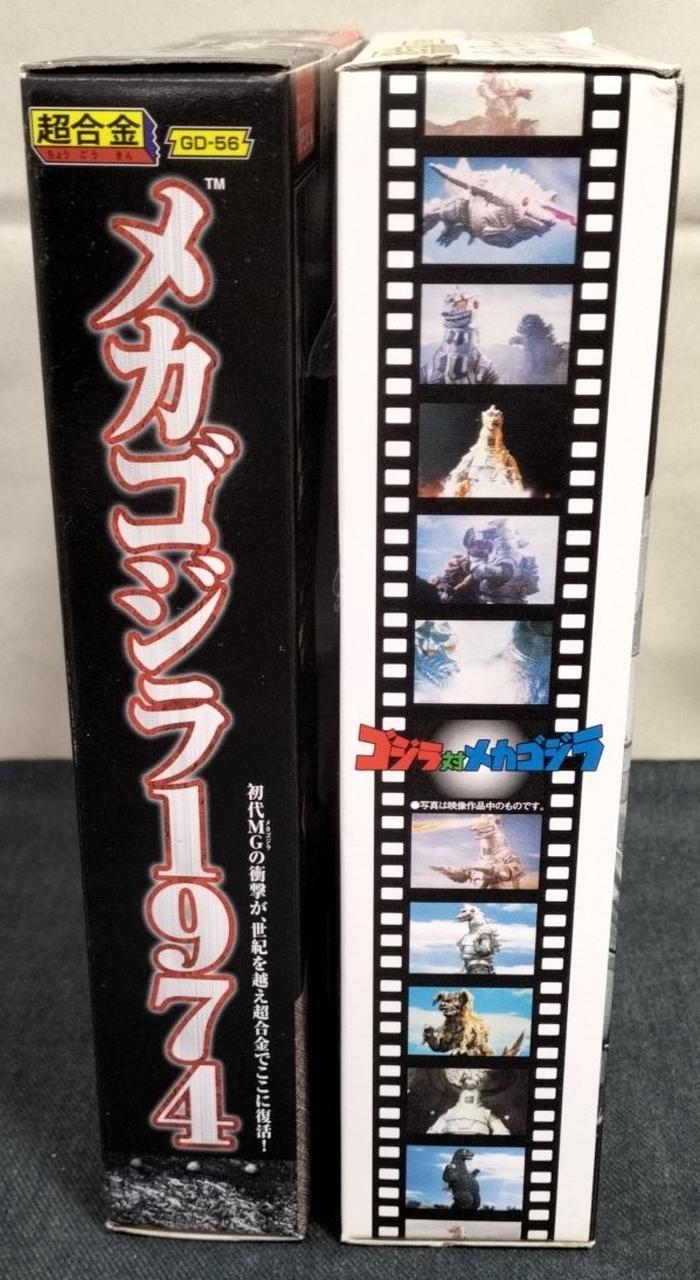 超合金
ちょう ごう きん
GD-56
メカゴジラ1974
TM
初代MGの衝撃が、世紀を越え超合金でここに復活!
メカゴジラ
ゴジラ対メカゴジラ
●写真は映像作品中のものです。